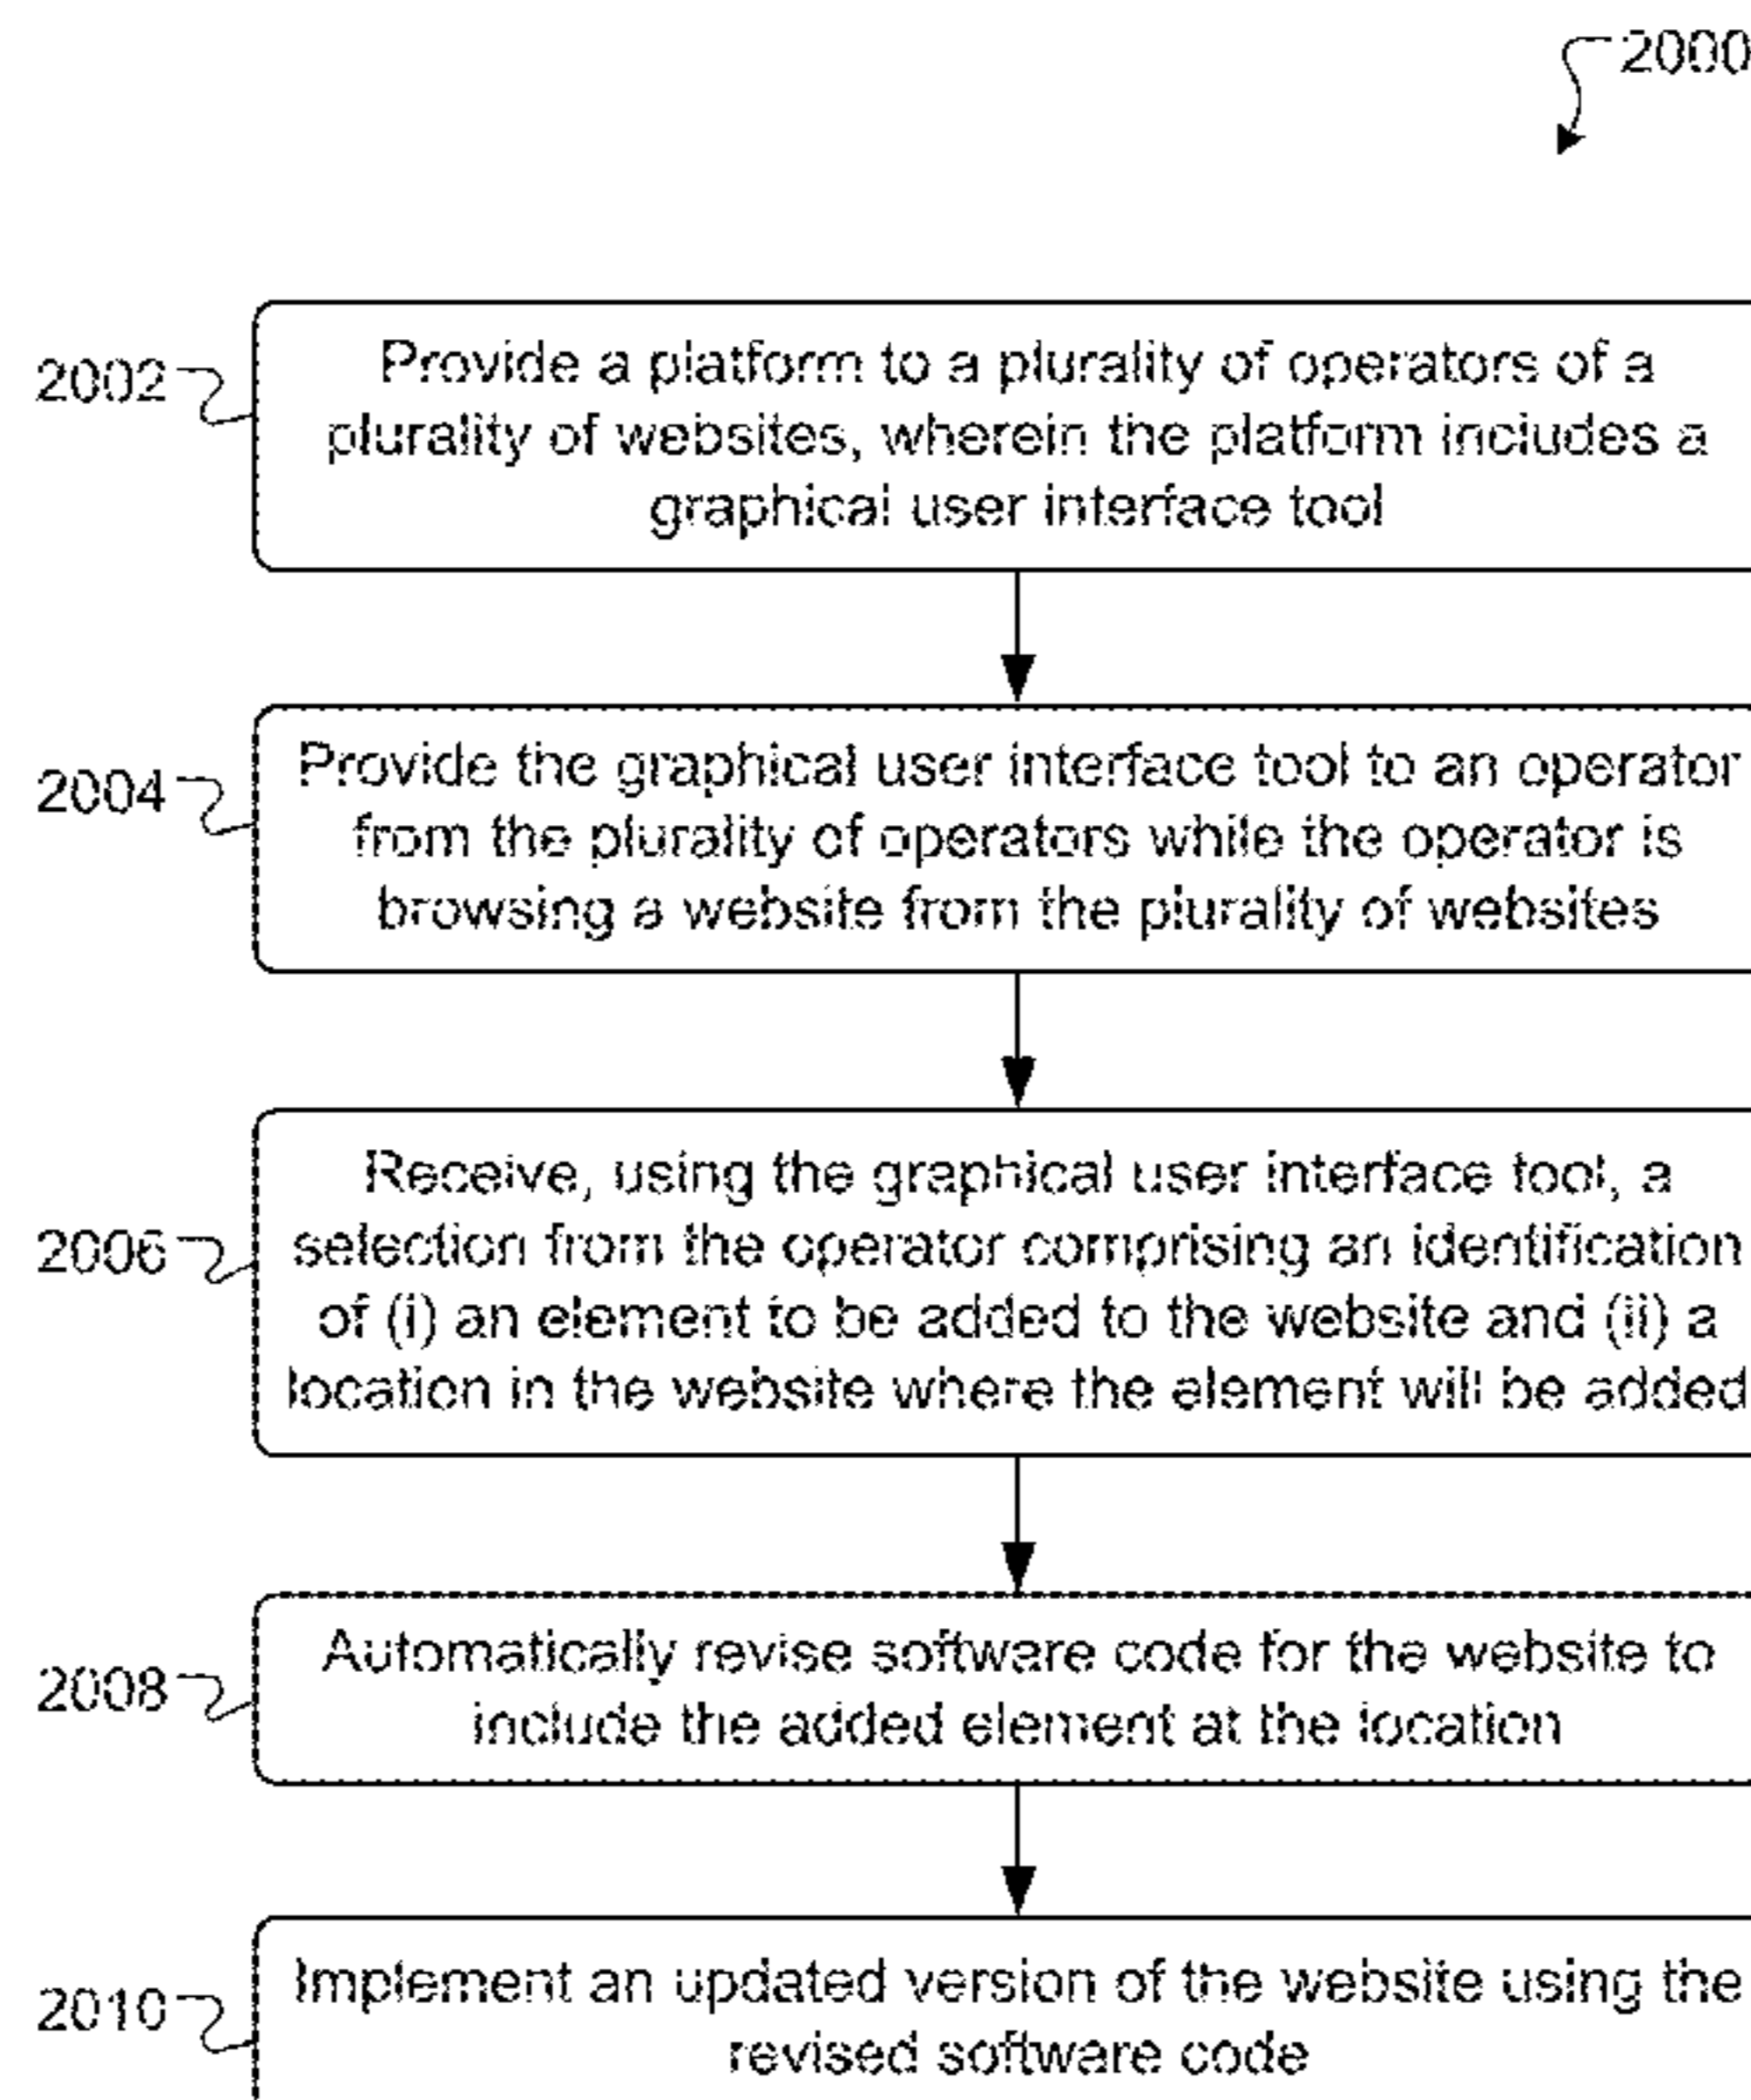 2000
2002
Provide a platform to a plurality of operators of a
plurality of websites, wherein the platform includes a
graphical user interface tool
2004
Provide the graphical user interface tool to an operator
from the plurality of operators while the operator is
browsing a website from the plurality of websites
2006
Receive, using the graphical user interface tool, a
selection from the operator comprising an identification
of (i) an element to be added to the website and (ii) a
location in the website where the element will be added
2008
Automatically revise software code for the website to
include the added element at the location
2010
Implement an updated version of the website using the
revised software code